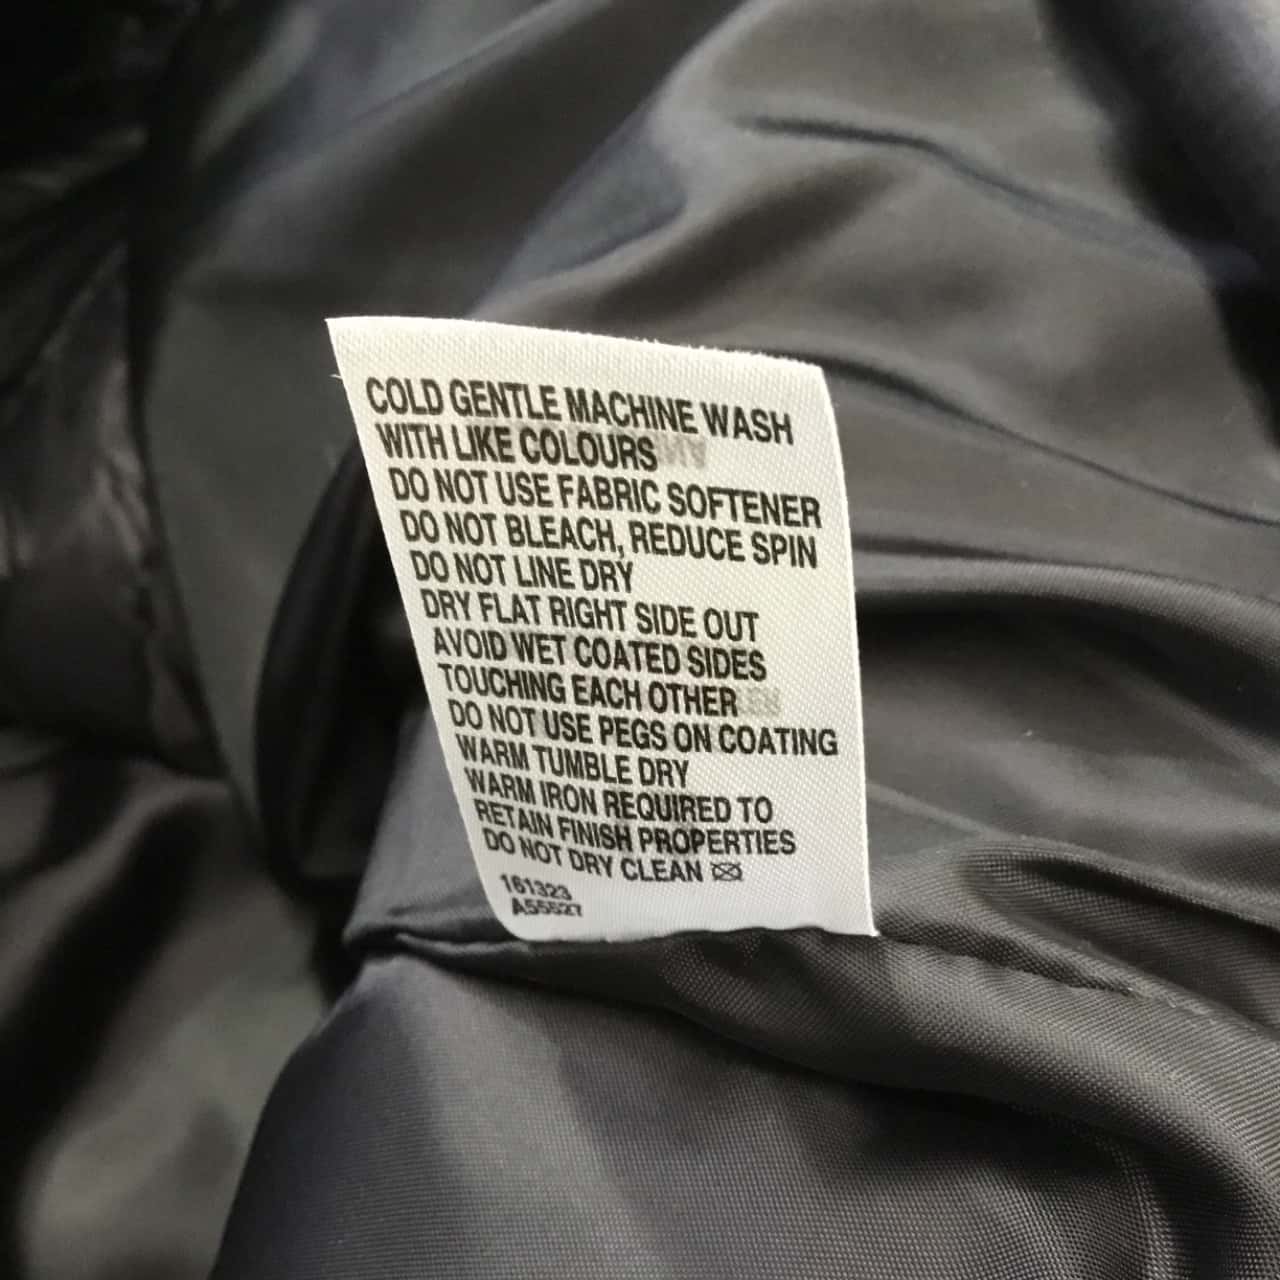 COLD GENTLE MACHINE WASH
WITH LIKE COLOURS
DO NOT USE FABRIC SOFTENER
DO NOT BLEACH, REDUCE SPIN
DO NOT LINE DRY
DRY FLAT RIGHT SIDE OUT
AVOID WET COATED SIDES
TOUCHING EACH OTHER
DO NOT USE PEGS ON COATING
WARM TUMBLE DRY
WARM IRON REQUIRED TO
RETAIN FINISH PROPERTIES
DO NOT DRY CLEAN
161323
A55527